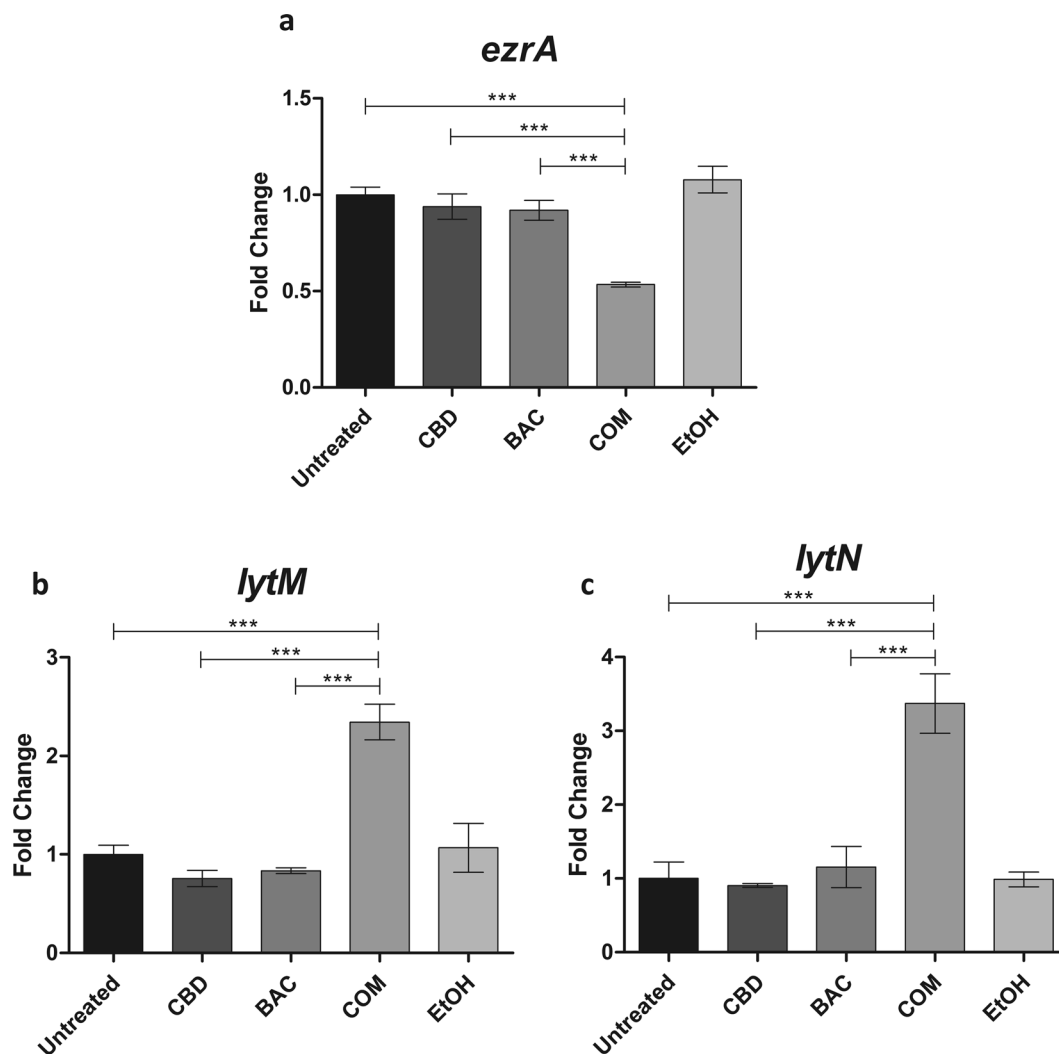 a
ezrA
1.5
1.0
0.5
0.0
Fold Change
***
***
***
Untreated
CBD
BAC
COM
EtOH
b
lytM
3
2
1
0
Fold Change
***
***
***
Untreated
CBD
BAC
COM
EtOH
c
lytN
4
3
2
1
0
Fold Change
***
***
***
Untreated
CBD
BAC
COM
EtOH